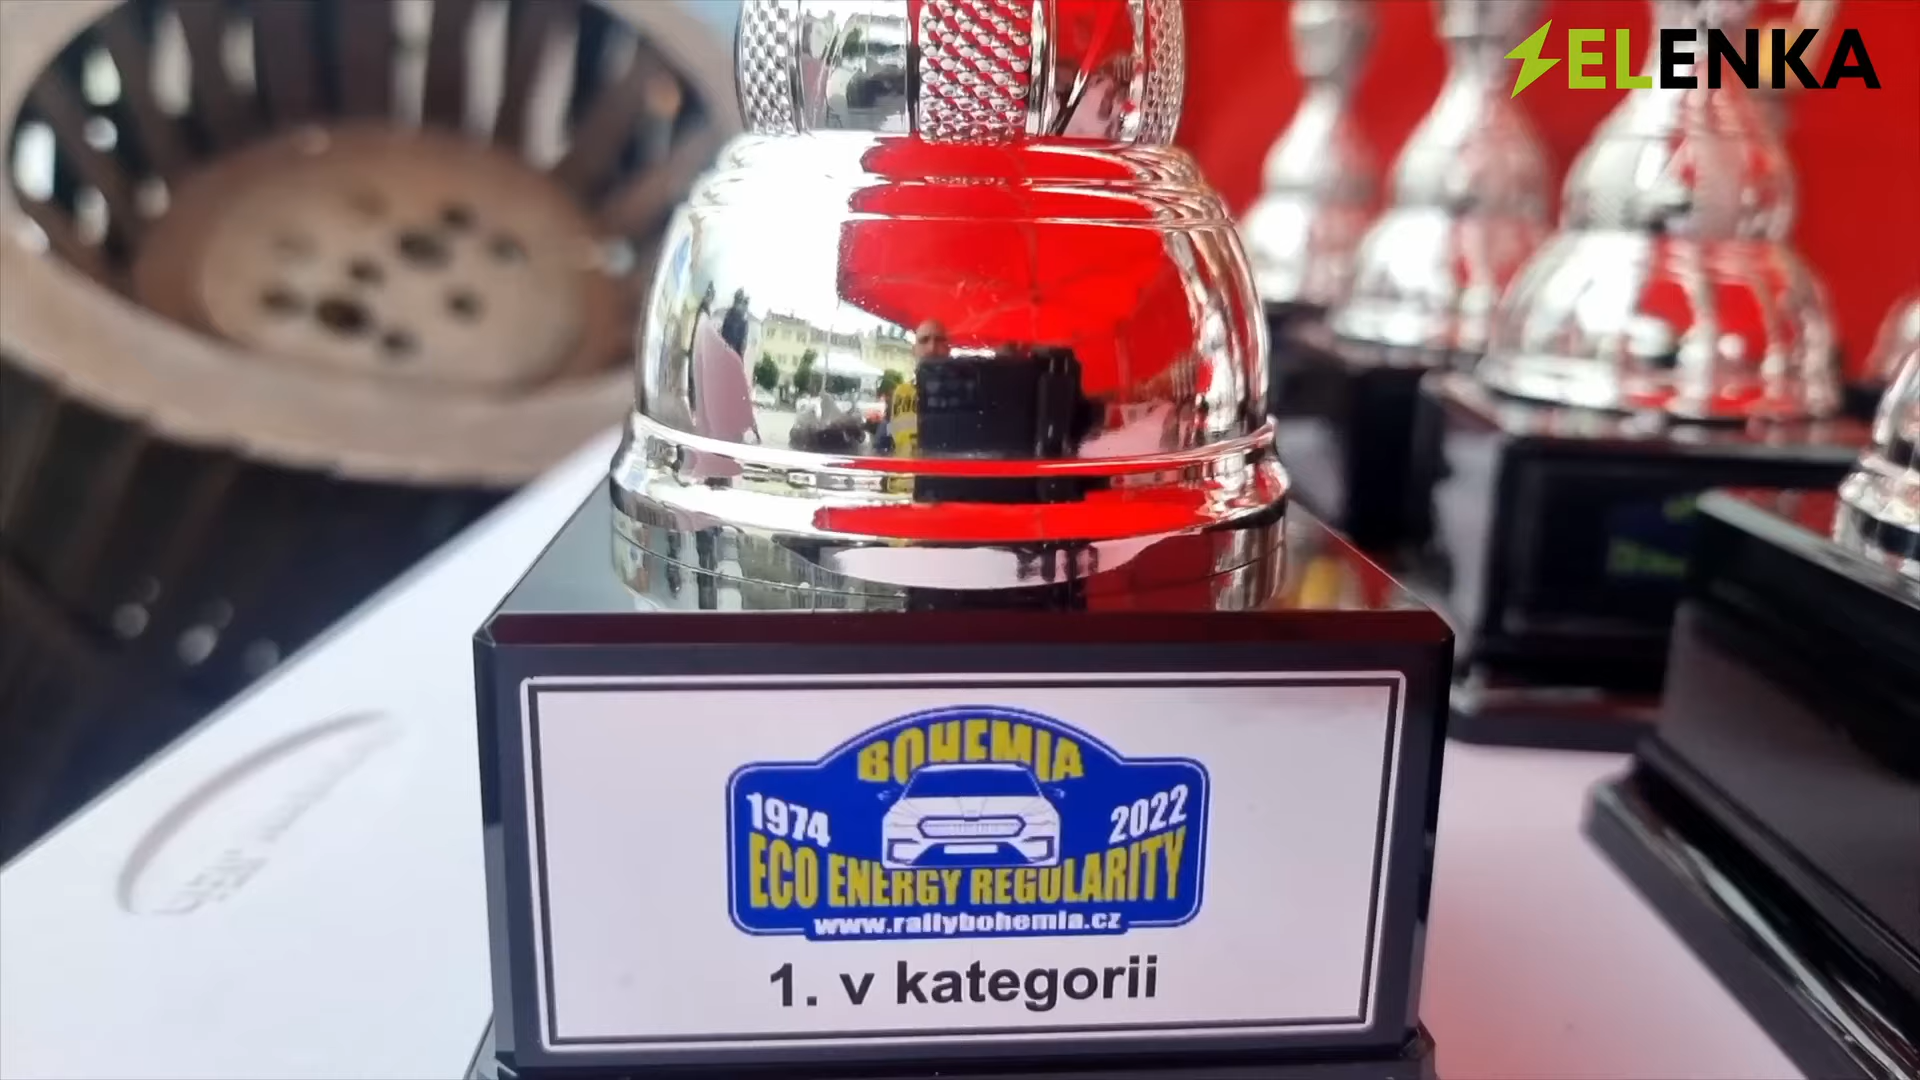 ELENKA
BOHEMIA
1974 2022
ECO ENERGY REGULARITY
www.rallybohemia.cz
1. v kategorii